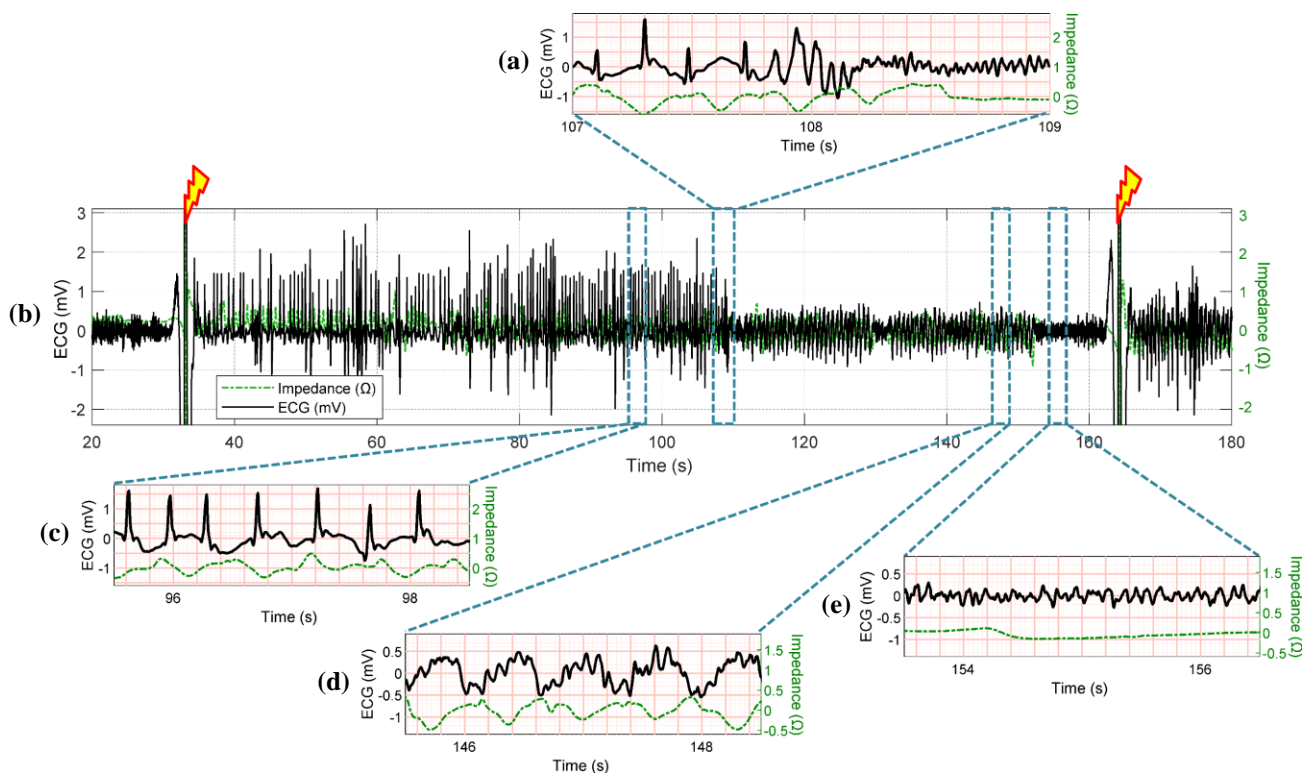 (a)
ECG (mV)
1
0
-1
Impedance (Ω)
2
1
0
107
108
109
Time (s)
(b)
ECG (mV)
3
2
1
0
-1
-2
Impedance (Ω)
3
2
1
0
-1
-2
Impedance (Ω)
ECG (mV)
20
40
60
80
100
120
140
160
180
Time (s)
(c)
ECG (mV)
1
0
-1
Impedance (Ω)
2
1
0
96
98
Time (s)
(d)
ECG (mV)
0.5
0
-0.5
-1
Impedance (Ω)
1.5
1
0.5
0
-0.5
146
148
Time (s)
(e)
ECG (mV)
0.5
0
-0.5
-1
Impedance (Ω)
1.5
1
0.5
0
-0.5
154
156
Time (s)